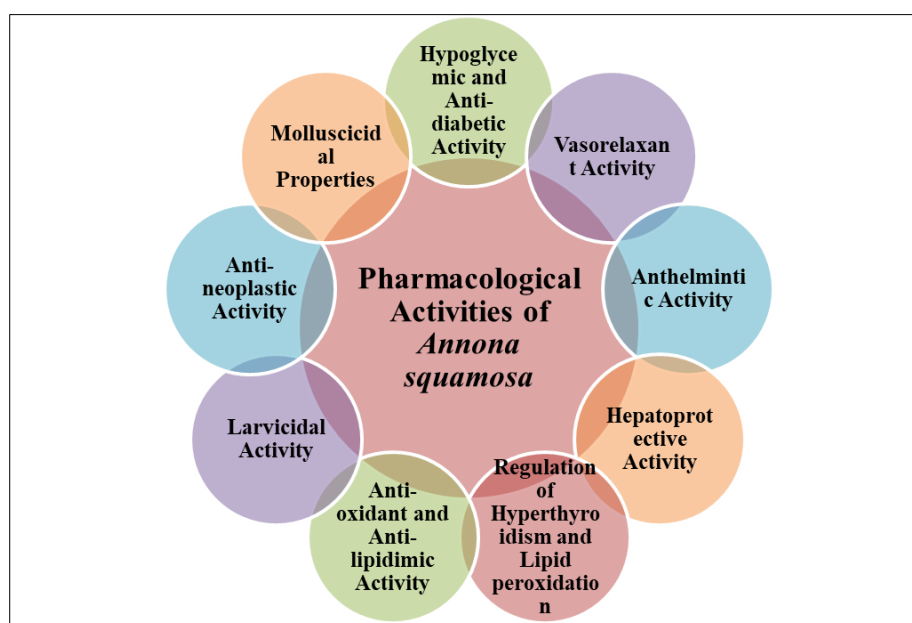 Hypoglyce
mic and
Anti-
diabetic
Activity
Vasorelaxan
t Activity
Anthelminti
c Activity
Hepatoprot
ective
Activity
Regulation
of
Hyperthyro
idism and
Lipid
peroxidatio
n
Anti-
oxidant and
Anti-
lipidimic
Activity
Larvicidal
Activity
Anti-
neoplastic
Activity
Molluscicid
al
Properties
Pharmacological
Activities of
Annona
squamosa